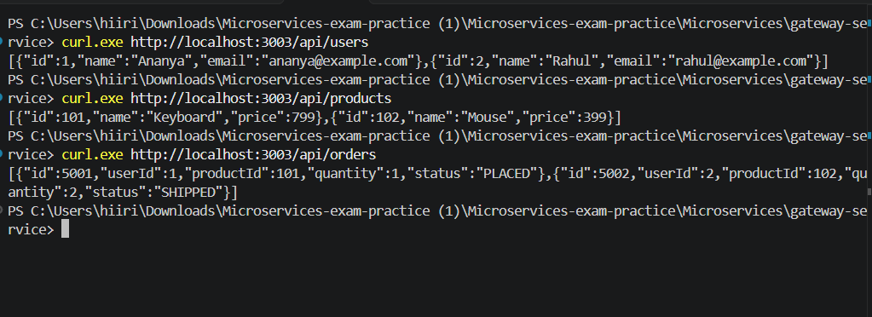 PS C:\Users\hiiri\Downloads\Microservices-exam-practice (1)\Microservices-exam-practice\Microservices\gateway-se
rvice> curl.exe http://localhost:3003/api/users
[{"id":1,"name":"Ananya","email":"ananya@example.com"},{"id":2,"name":"Rahul","email":"rahul@example.com"}]
PS C:\Users\hiiri\Downloads\Microservices-exam-practice (1)\Microservices-exam-practice\Microservices\gateway-se
rvice> curl.exe http://localhost:3003/api/products
[{"id":101,"name":"Keyboard","price":799},{"id":102,"name":"Mouse","price":399}]
PS C:\Users\hiiri\Downloads\Microservices-exam-practice (1)\Microservices-exam-practice\Microservices\gateway-se
rvice> curl.exe http://localhost:3003/api/orders
[{"id":5001,"userId":1,"productId":101,"quantity":1,"status":"PLACED"},{"id":5002,"userId":2,"productId":102,"qu
antity":2,"status":"SHIPPED"}]
PS C:\Users\hiiri\Downloads\Microservices-exam-practice (1)\Microservices-exam-practice\Microservices\gateway-se
rvice>